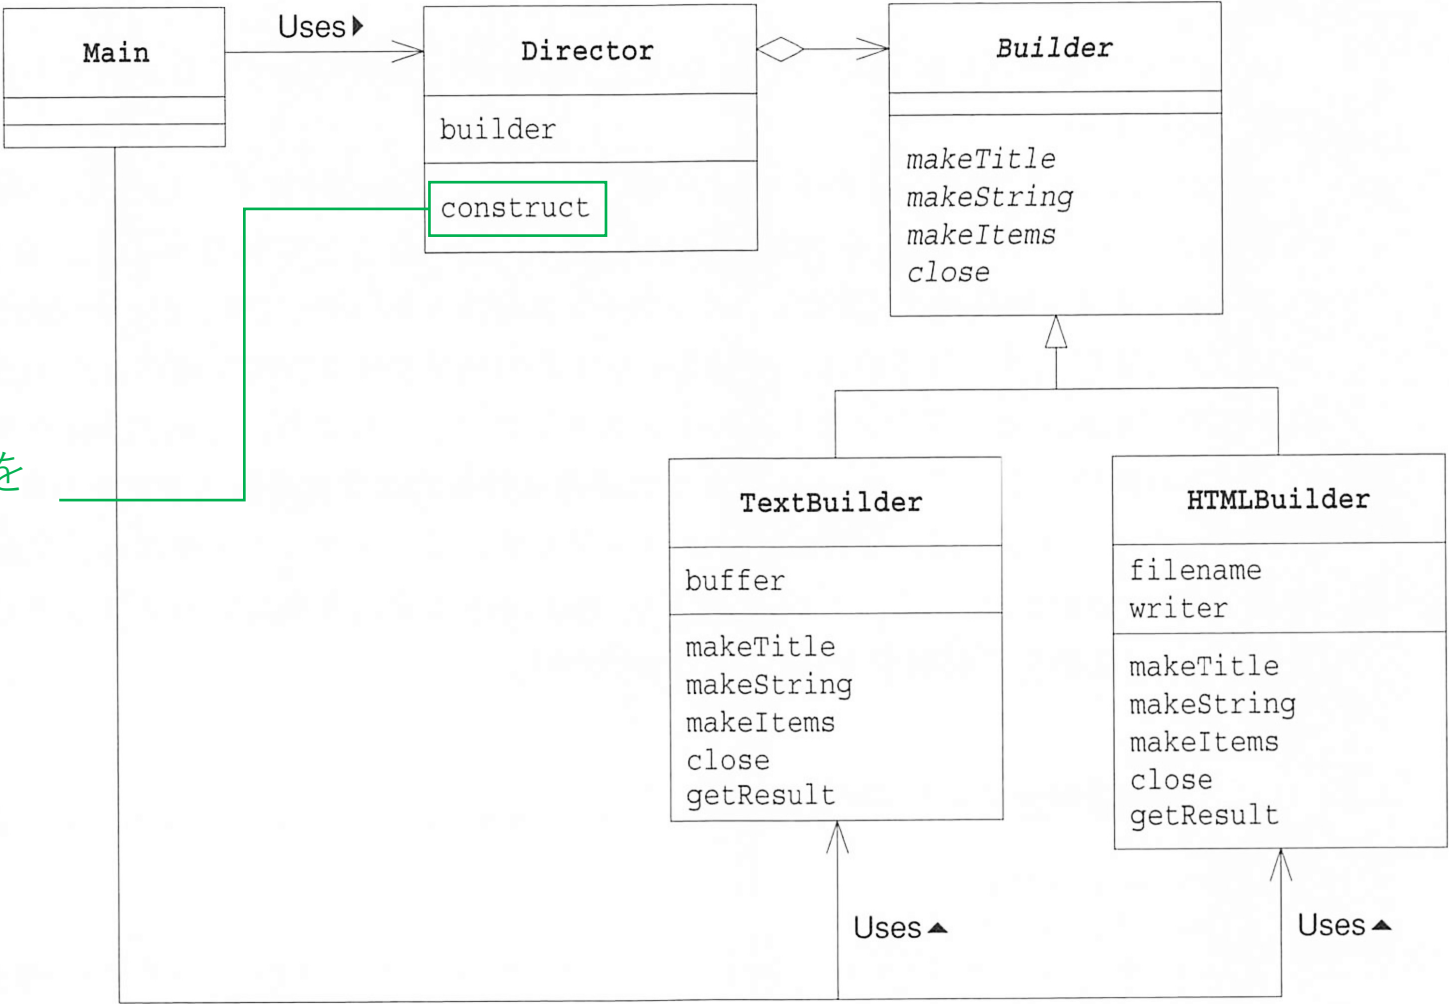 Main
Uses
Director
builder
construct
Builder
makeTitle
makeString
makeItems
close
を
TextBuilder
buffer
makeTitle
makeString
makeItems
close
getResult
HTMLBuilder
filename
writer
makeTitle
makeString
makeItems
close
getResult
Uses
Uses